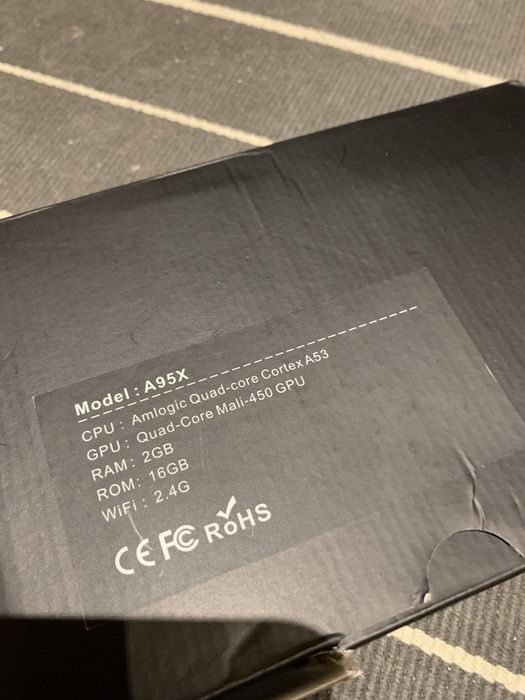 Model : A95X
CPU : Amlogic Quad-core Cortex A53
GPU : Quad-Core Mali-450 GPU
RAM : 2GB
ROM : 16GB
WiFi : 2.4G
CE FC RoHS